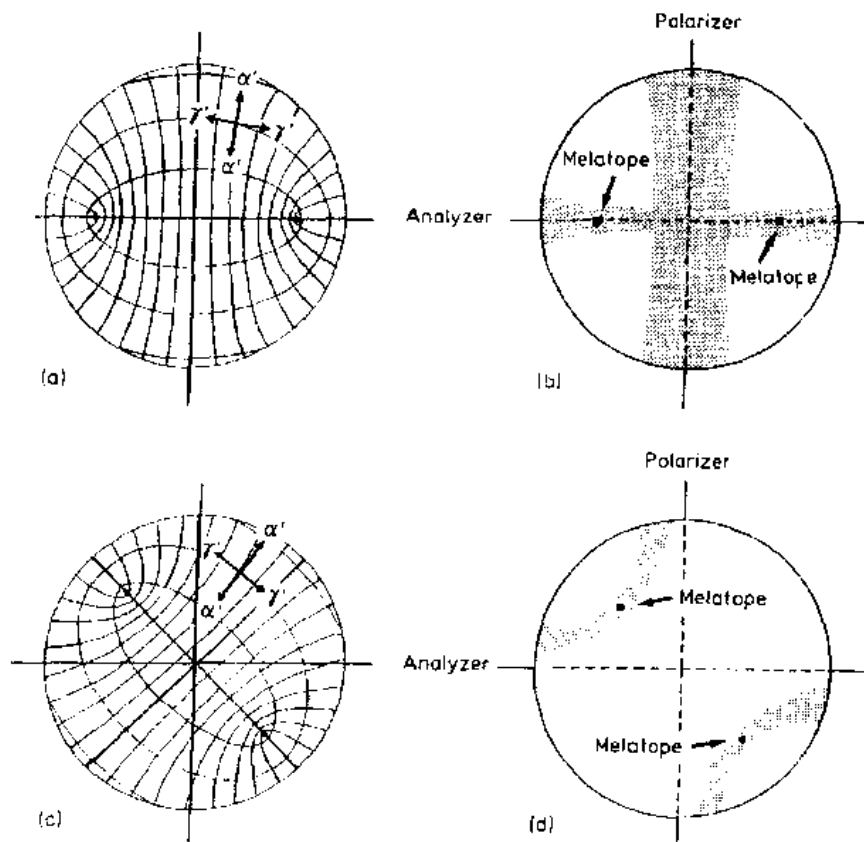 Polarizer
α'
γ' γ'
α'
Melatope
Analyzer
Melatope
(a)
(b)
Polarizer
α'
γ'
α' γ'
Melatope
Analyzer
Melatope
(c)
(d)